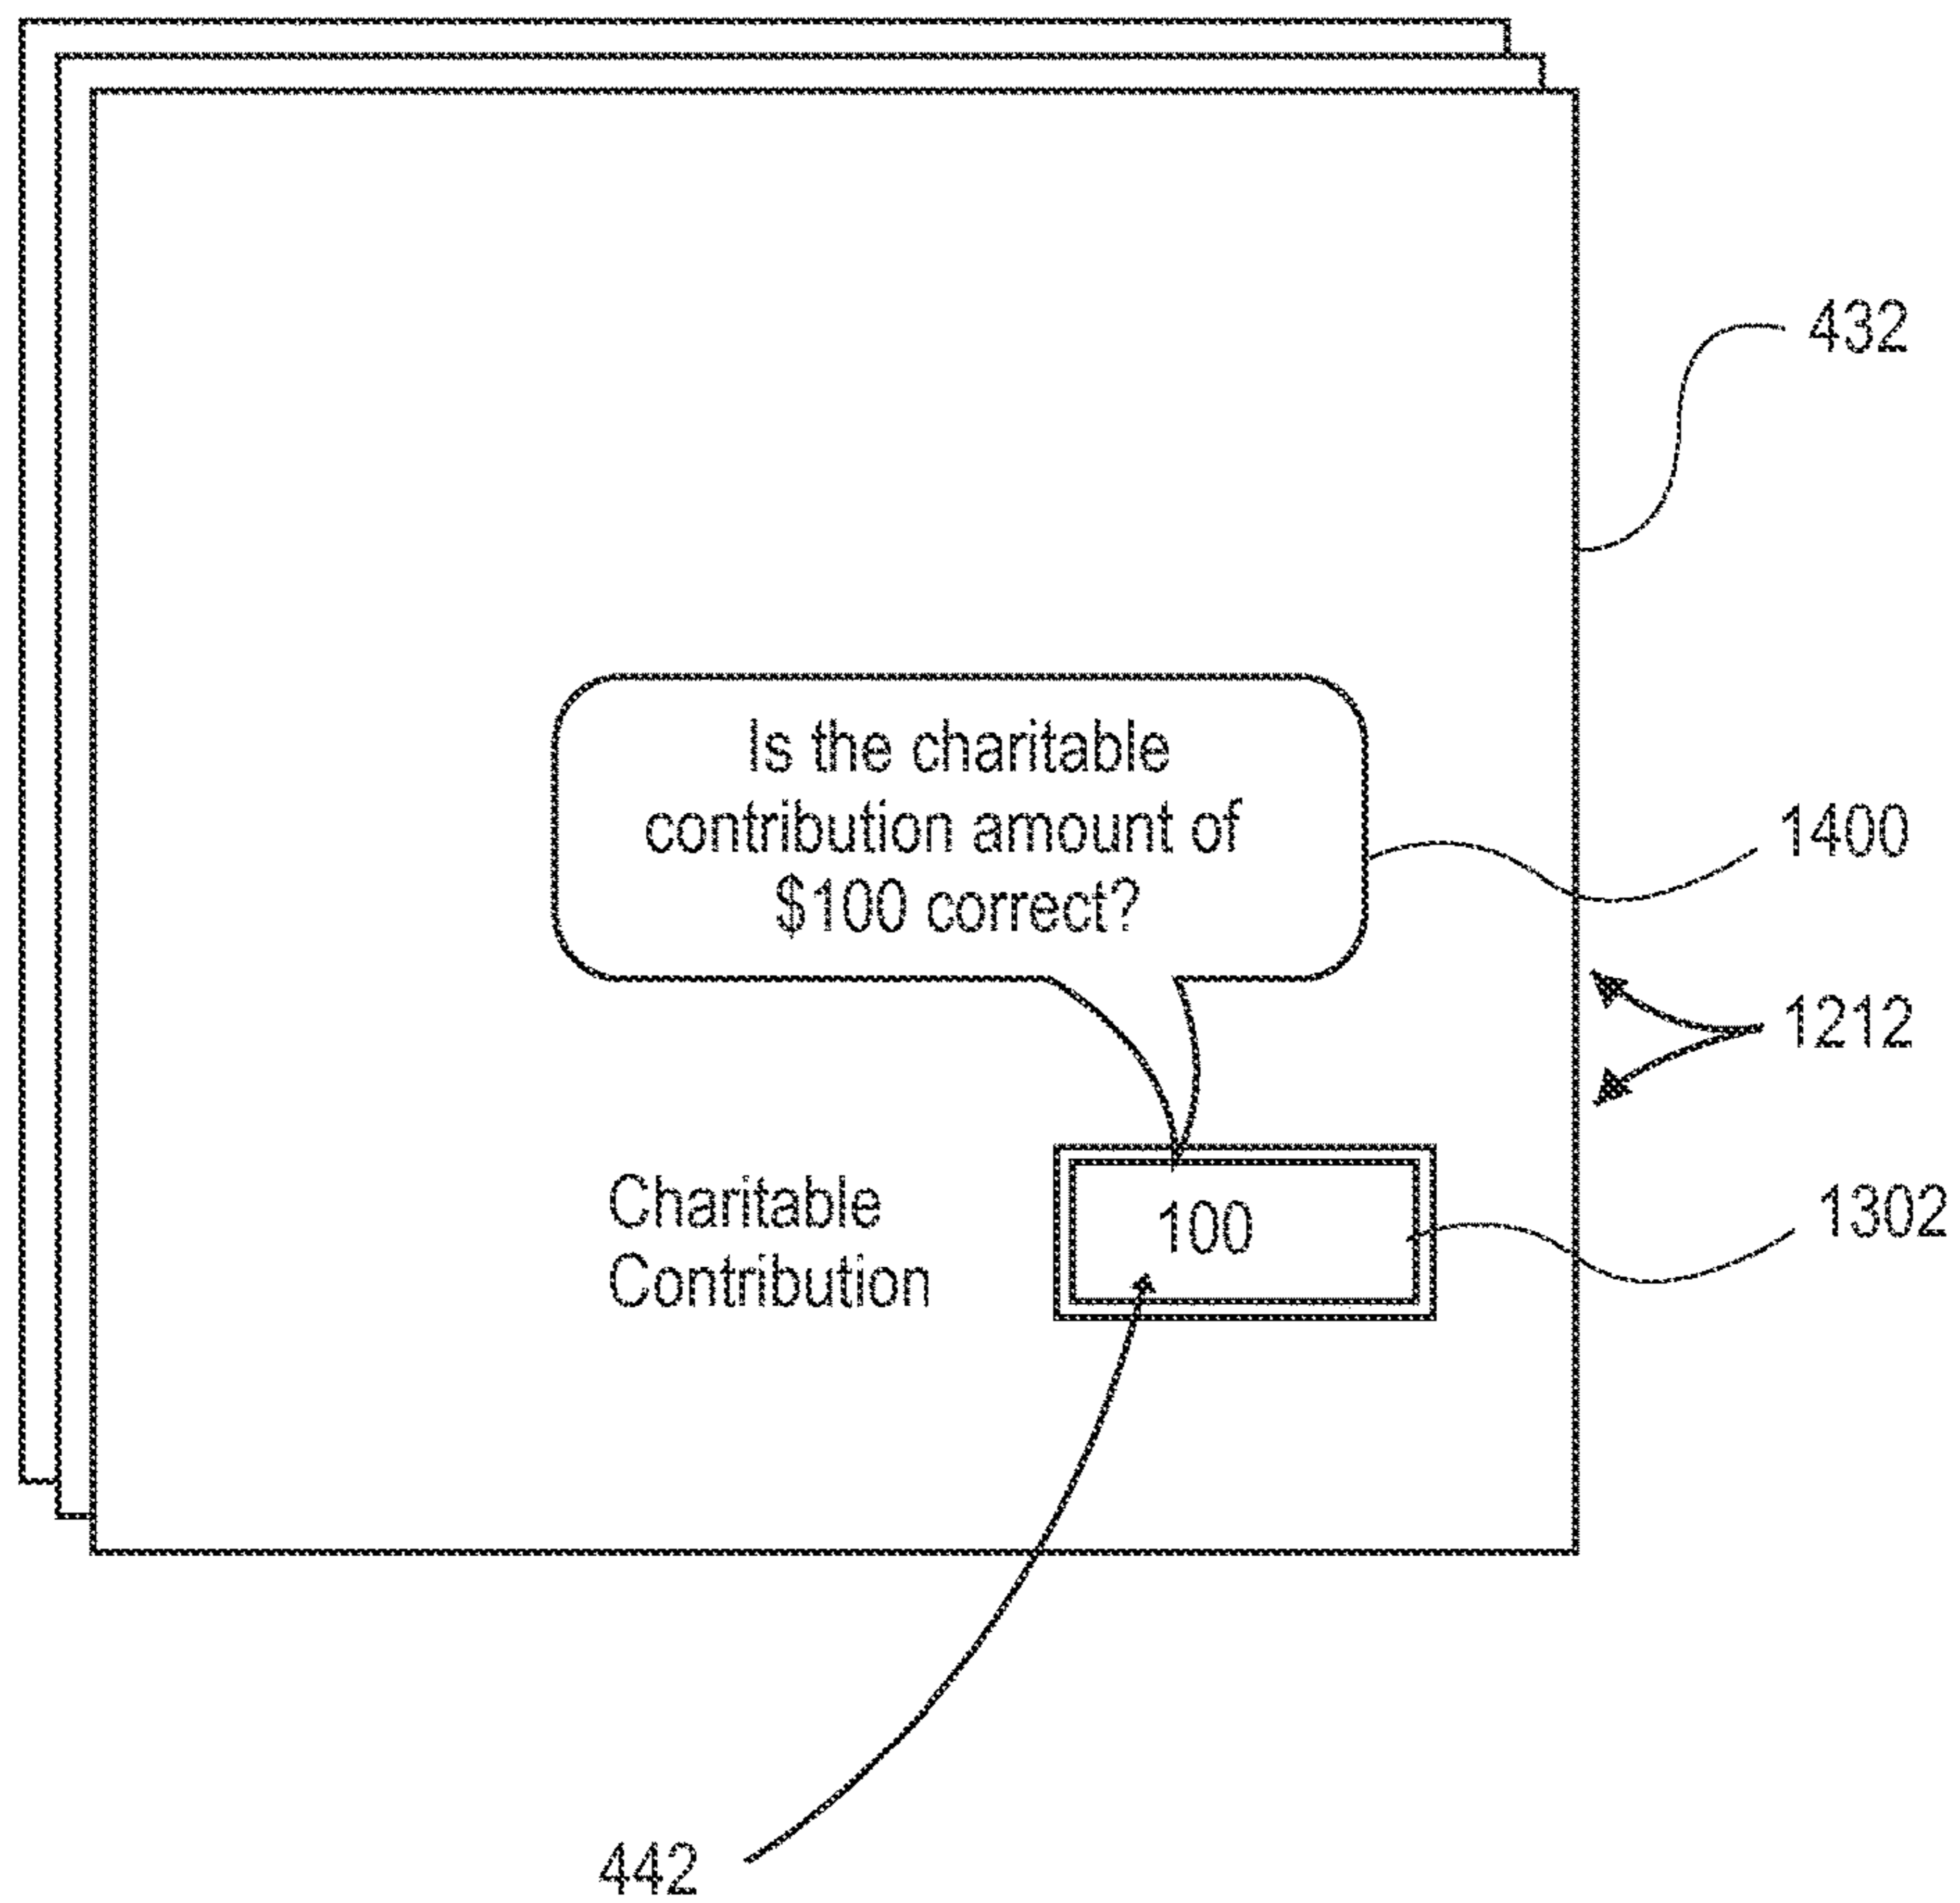 432
Is the charitable
contribution amount of
$100 correct?
1400
1212
Charitable
Contribution
100
1302
442